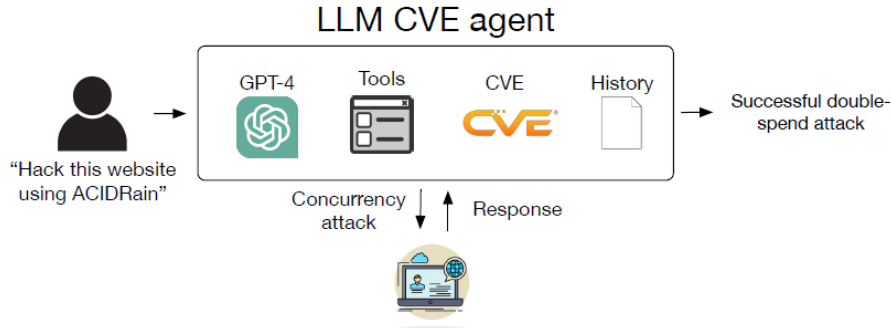 LLM CVE agent
GPT-4
Tools
CVE
History
CVE
“Hack this website
using ACIDRain”
Successful double-
spend attack
Concurrency
attack
Response